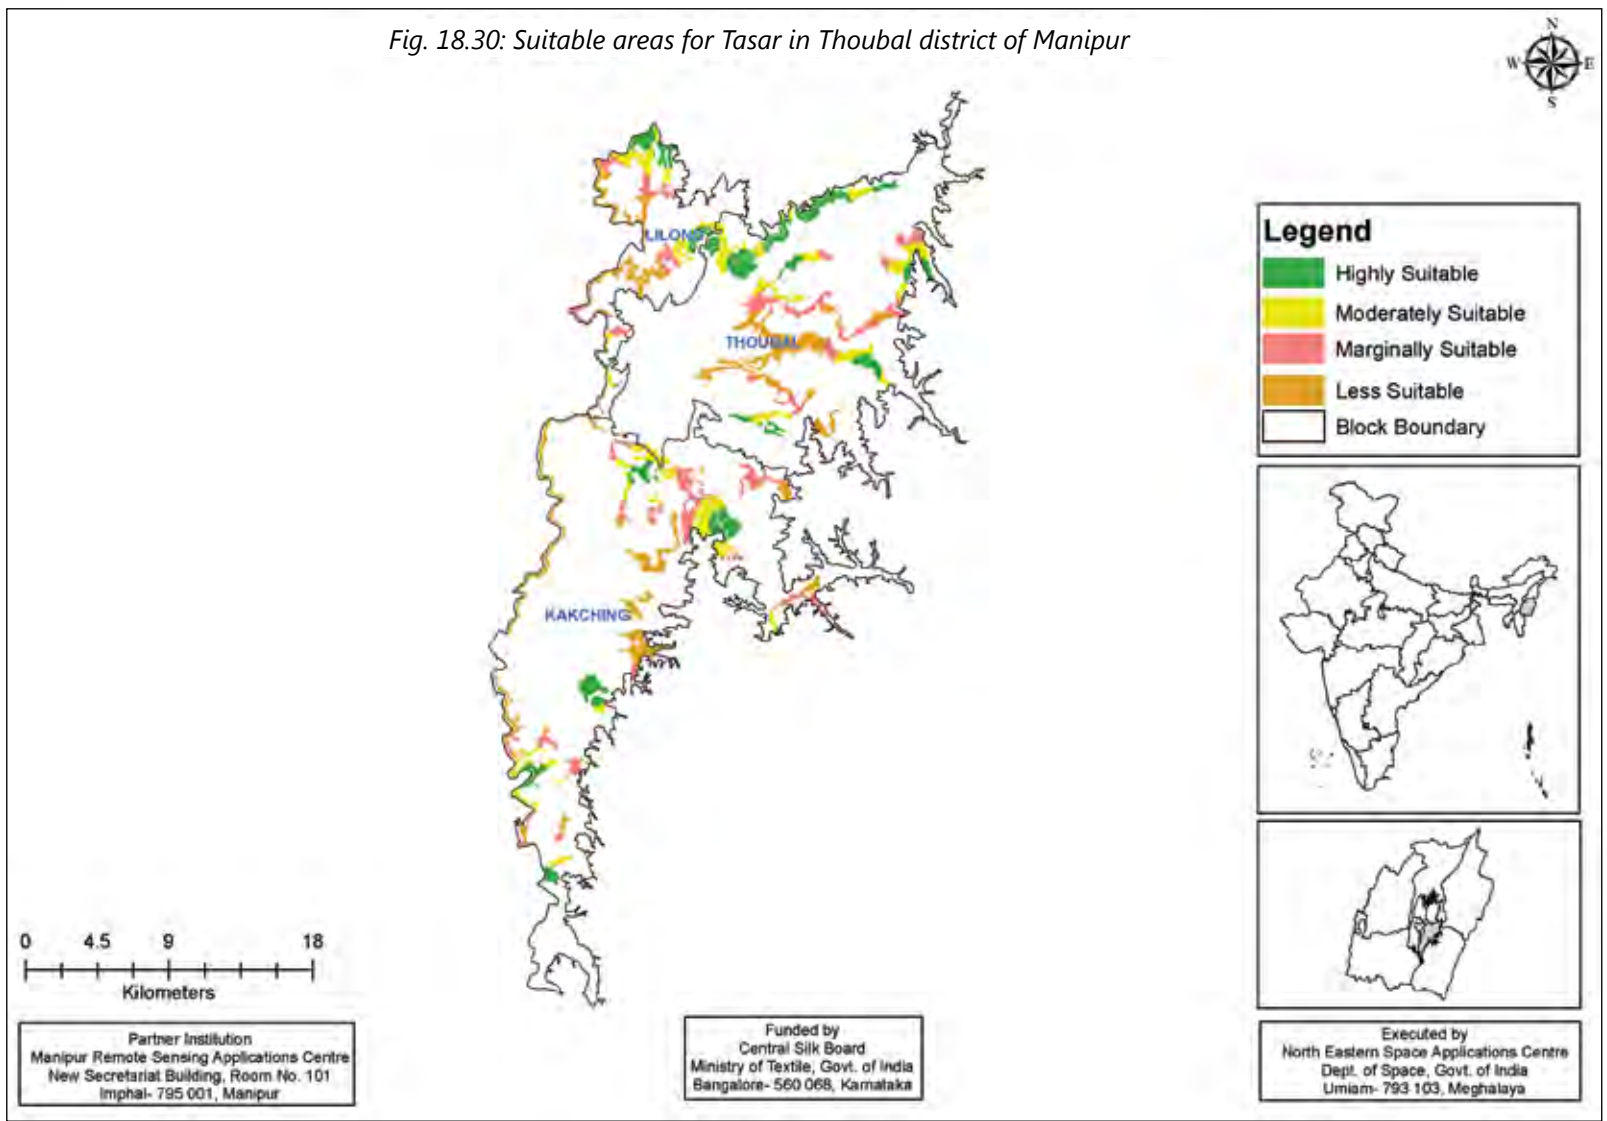 Fig. 18.30: Suitable areas for Tasar in Thoubal district of Manipur
N
W
E
S
LILONG
THOUBAL
KAKCHING
Legend
Highly Suitable
Moderately Suitable
Marginally Suitable
Less Suitable
Block Boundary
0 4.5 9 18
Kilometers
Partner Institution
Manipur Remote Sensing Applications Centre
New Secretariat Building, Room No. 101
Imphal- 795 001, Manipur
Funded by
Central Silk Board
Ministry of Textile, Govt. of India
Bangalore- 560 068, Karnataka
Executed by
North Eastern Space Applications Centre
Dept. of Space, Govt. of India
Umiam- 793 103, Meghalaya